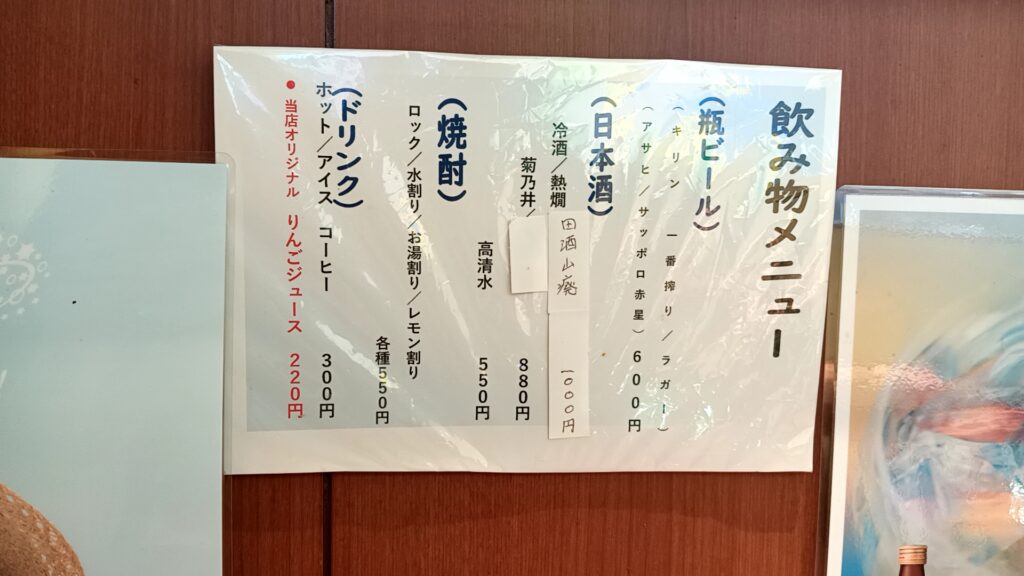 飲み物メニュー
(瓶ビール)
(キリン 一番搾り/ラガー)
(アサヒ/サッポロ赤星)600円
(日本酒)
冷酒/熱燗
田酒山廃 1000円
菊乃井/ 880円
高清水 550円
(焼酎)
ロック/水割り/お湯割り/レモン割り
各種550円
(ドリンク)
ホット/アイス コーヒー 300円
●当店オリジナル りんごジュース 220円